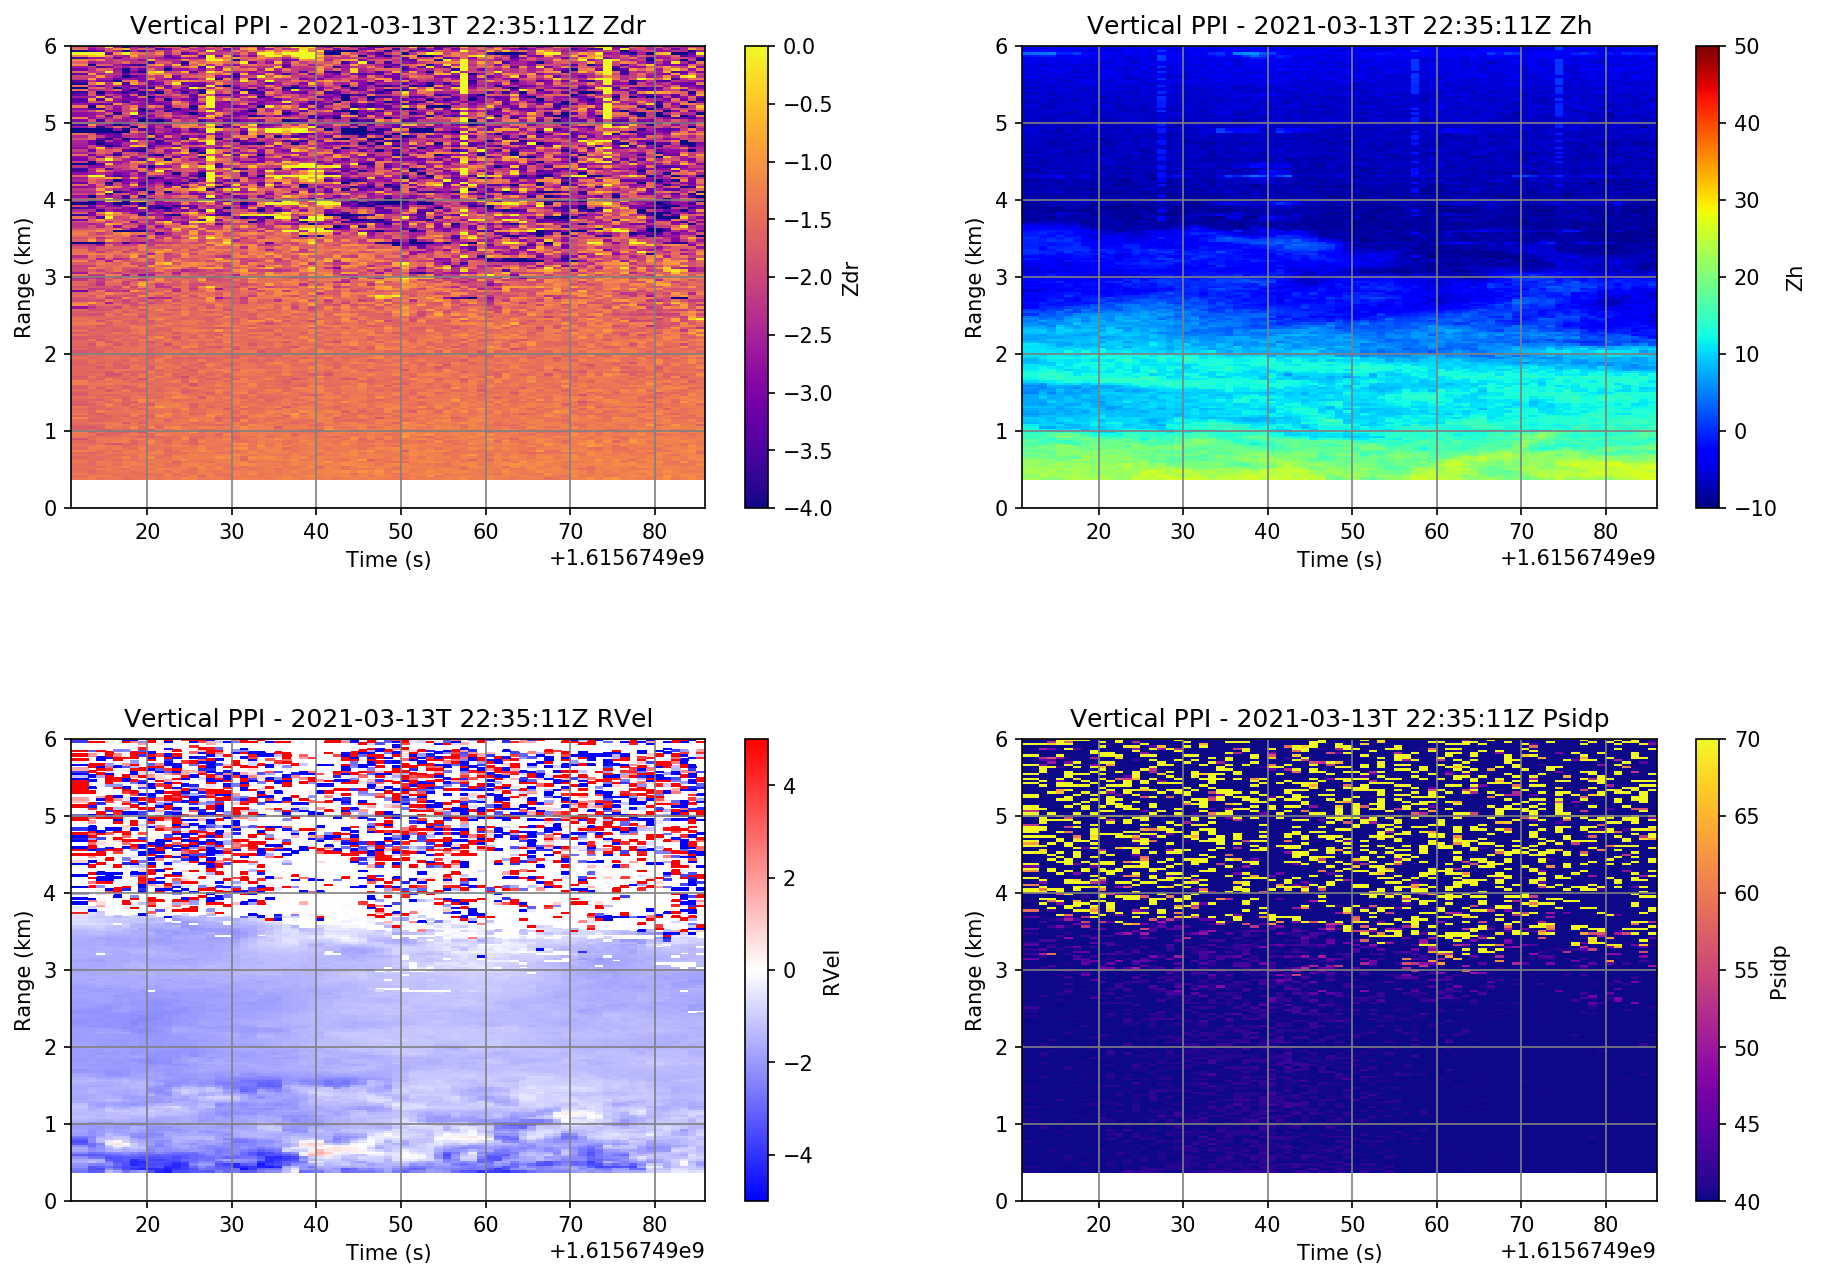 Vertical PPI - 2021-03-13T 22:35:11Z Zdr
6
5
4
3
2
1
0
Range (km)
20 30 40 50 60 70 80
Time (s)
+1.6156749e9
0.0
−0.5
−1.0
−1.5
−2.0
−2.5
−3.0
−3.5
−4.0
Zdr
Vertical PPI - 2021-03-13T 22:35:11Z Zh
6
5
4
3
2
1
0
Range (km)
20 30 40 50 60 70 80
Time (s)
+1.6156749e9
50
40
30
20
10
0
−10
Zh
Vertical PPI - 2021-03-13T 22:35:11Z RVel
6
5
4
3
2
1
0
Range (km)
20 30 40 50 60 70 80
Time (s)
+1.6156749e9
4
2
0
−2
−4
RVel
Vertical PPI - 2021-03-13T 22:35:11Z Psidp
6
5
4
3
2
1
0
Range (km)
20 30 40 50 60 70 80
Time (s)
+1.6156749e9
70
65
60
55
50
45
40
Psidp